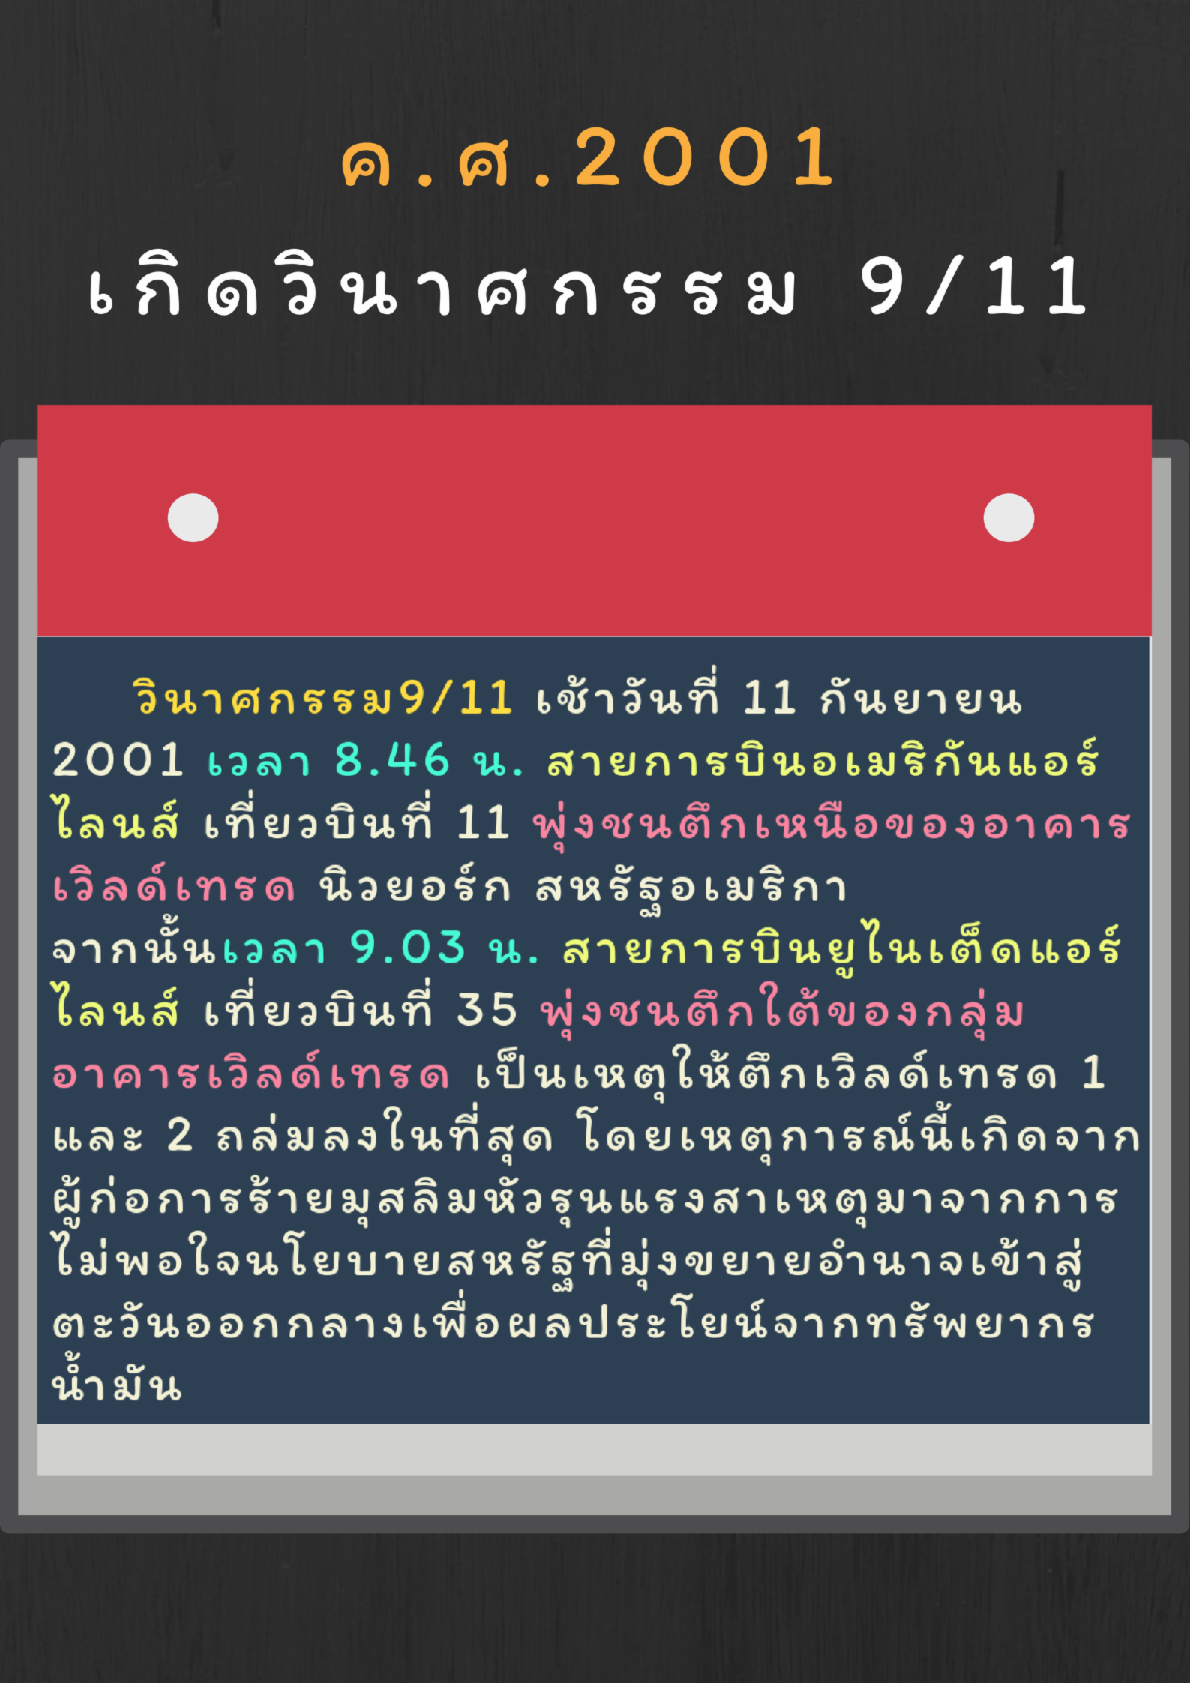 ค.ศ.2001
เกิดวินาศกรรม 9/11
วินาศกรรม9/11 เช้าวันที่ 11 กันยายน
2001 เวลา 8.46 น. สายการบินอเมริกันแอร์
ไลนส์ เที่ยวบินที่ 11 พุ่งชนตึกเหนือของอาคาร
เวิลด์เทรด นิวยอร์ก สหรัฐอเมริกา
จากนั้นเวลา 9.03 น. สายการบินยูไนเต็ดแอร์
ไลนส์ เที่ยวบินที่ 35 พุ่งชนตึกใต้ของกลุ่ม
อาคารเวิลด์เทรด เป็นเหตุให้ตึกเวิลด์เทรด 1
และ 2 ถล่มลงในที่สุด โดยเหตุการณ์นี้เกิดจาก
ผู้ก่อการร้ายมุสลิมหัวรุนแรงสาเหตุมาจากการ
ไม่พอใจนโยบายสหรัฐที่มุ่งขยายอำนาจเข้าสู่
ตะวันออกกลางเพื่อผลประโยน์จากทรัพยากร
น้ำมัน